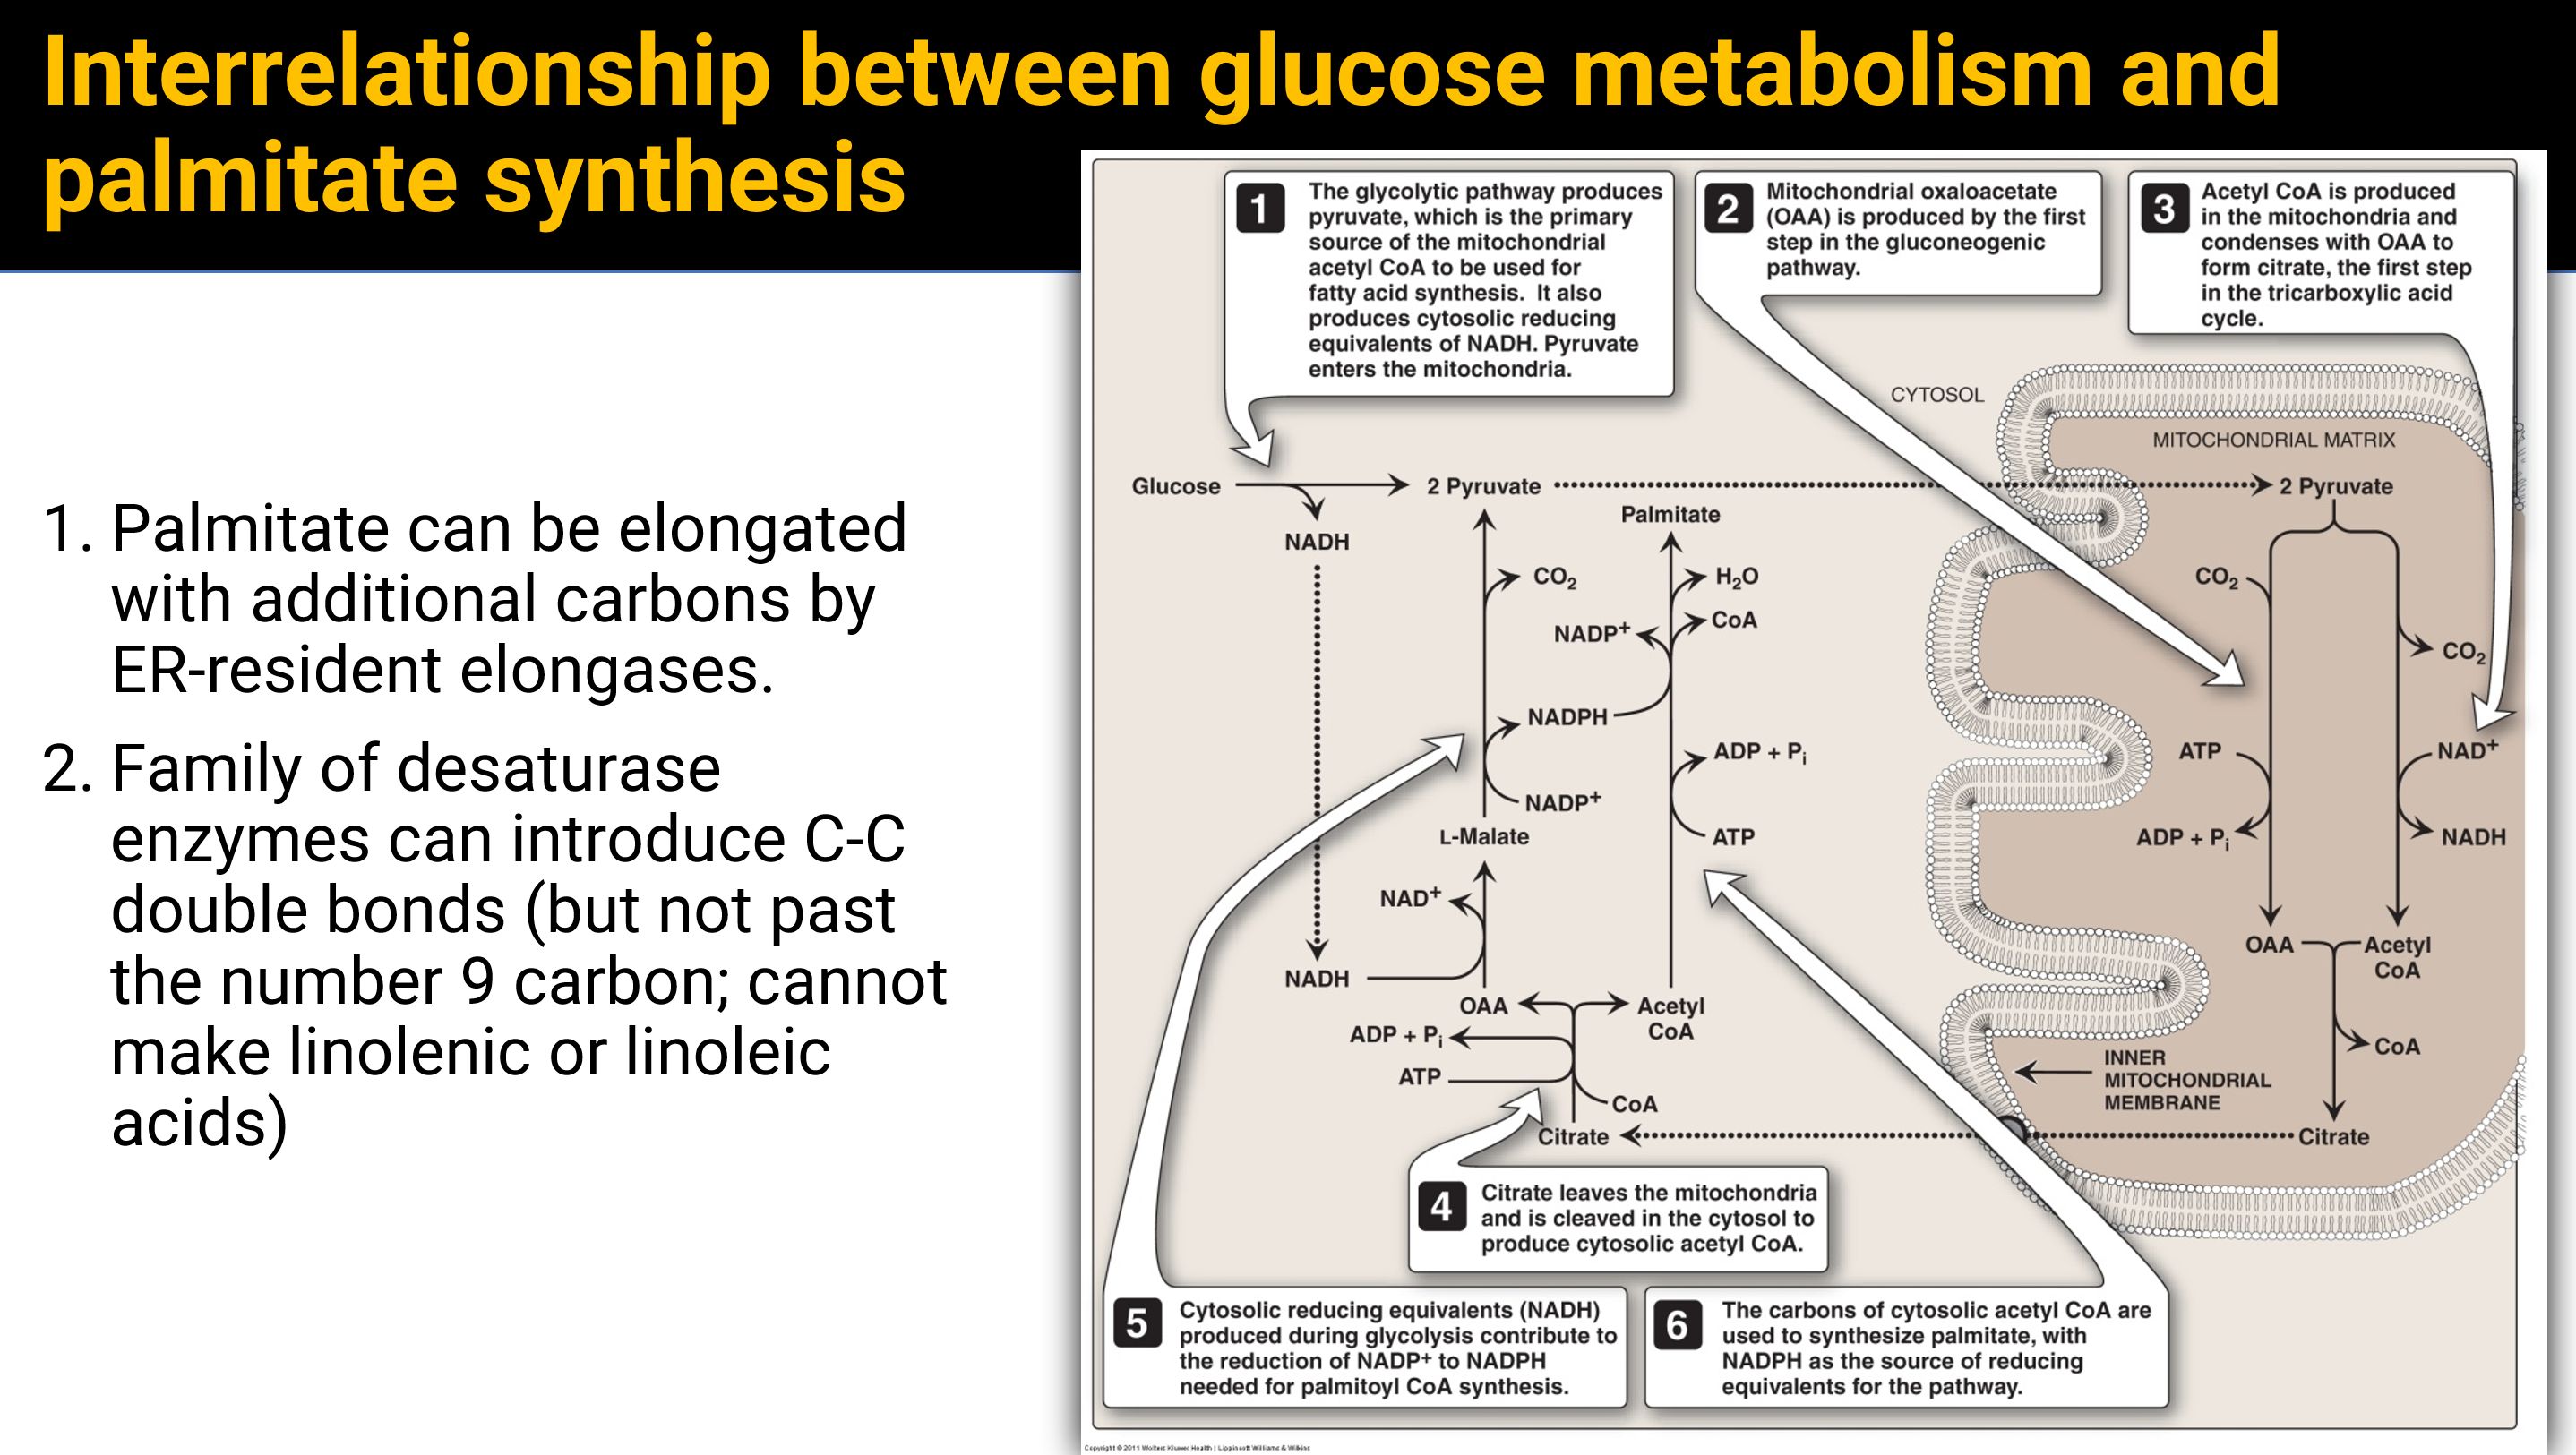 Interrelationship between glucose metabolism and
palmitate synthesis
1. Palmitate can be elongated
with additional carbons by
ER-resident elongases.
2. Family of desaturase
enzymes can introduce C-C
double bonds (but not past
the number 9 carbon; cannot
make linolenic or linoleic
acids)
1
The glycolytic pathway produces
pyruvate, which is the primary
source of the mitochondrial
acetyl CoA to be used for
fatty acid synthesis. It also
produces cytosolic reducing
equivalents of NADH. Pyruvate
enters the mitochondria.
2
Mitochondrial oxaloacetate
(OAA) is produced by the first
step in the gluconeogenic
pathway.
3
Acetyl CoA is produced
in the mitochondria and
condenses with OAA to
form citrate, the first step
in the tricarboxylic acid
cycle.
CYTOSOL
MITOCHONDRIAL MATRIX
Glucose
2 Pyruvate
2 Pyruvate
NADH
Palmitate
CO₂
H₂O
NADP⁺
CoA
NADPH
ADP + Pᵢ
NADP⁺
ATP
L-Malate
NAD⁺
NADH
OAA
Acetyl
CoA
ADP + Pᵢ
ATP
CoA
Citrate
CO₂
CO₂
ATP
NAD⁺
ADP + Pᵢ
NADH
OAA
Acetyl
CoA
CoA
INNER
MITOCHONDRIAL
MEMBRANE
Citrate
4
Citrate leaves the mitochondria
and is cleaved in the cytosol to
produce cytosolic acetyl CoA.
5
Cytosolic reducing equivalents (NADH)
produced during glycolysis contribute to
the reduction of NADP⁺ to NADPH
needed for palmitoyl CoA synthesis.
6
The carbons of cytosolic acetyl CoA are
used to synthesize palmitate, with
NADPH as the source of reducing
equivalents for the pathway.
Copyright © 2011 Wolters Kluwer Health | Lippincott Williams & Wilkins